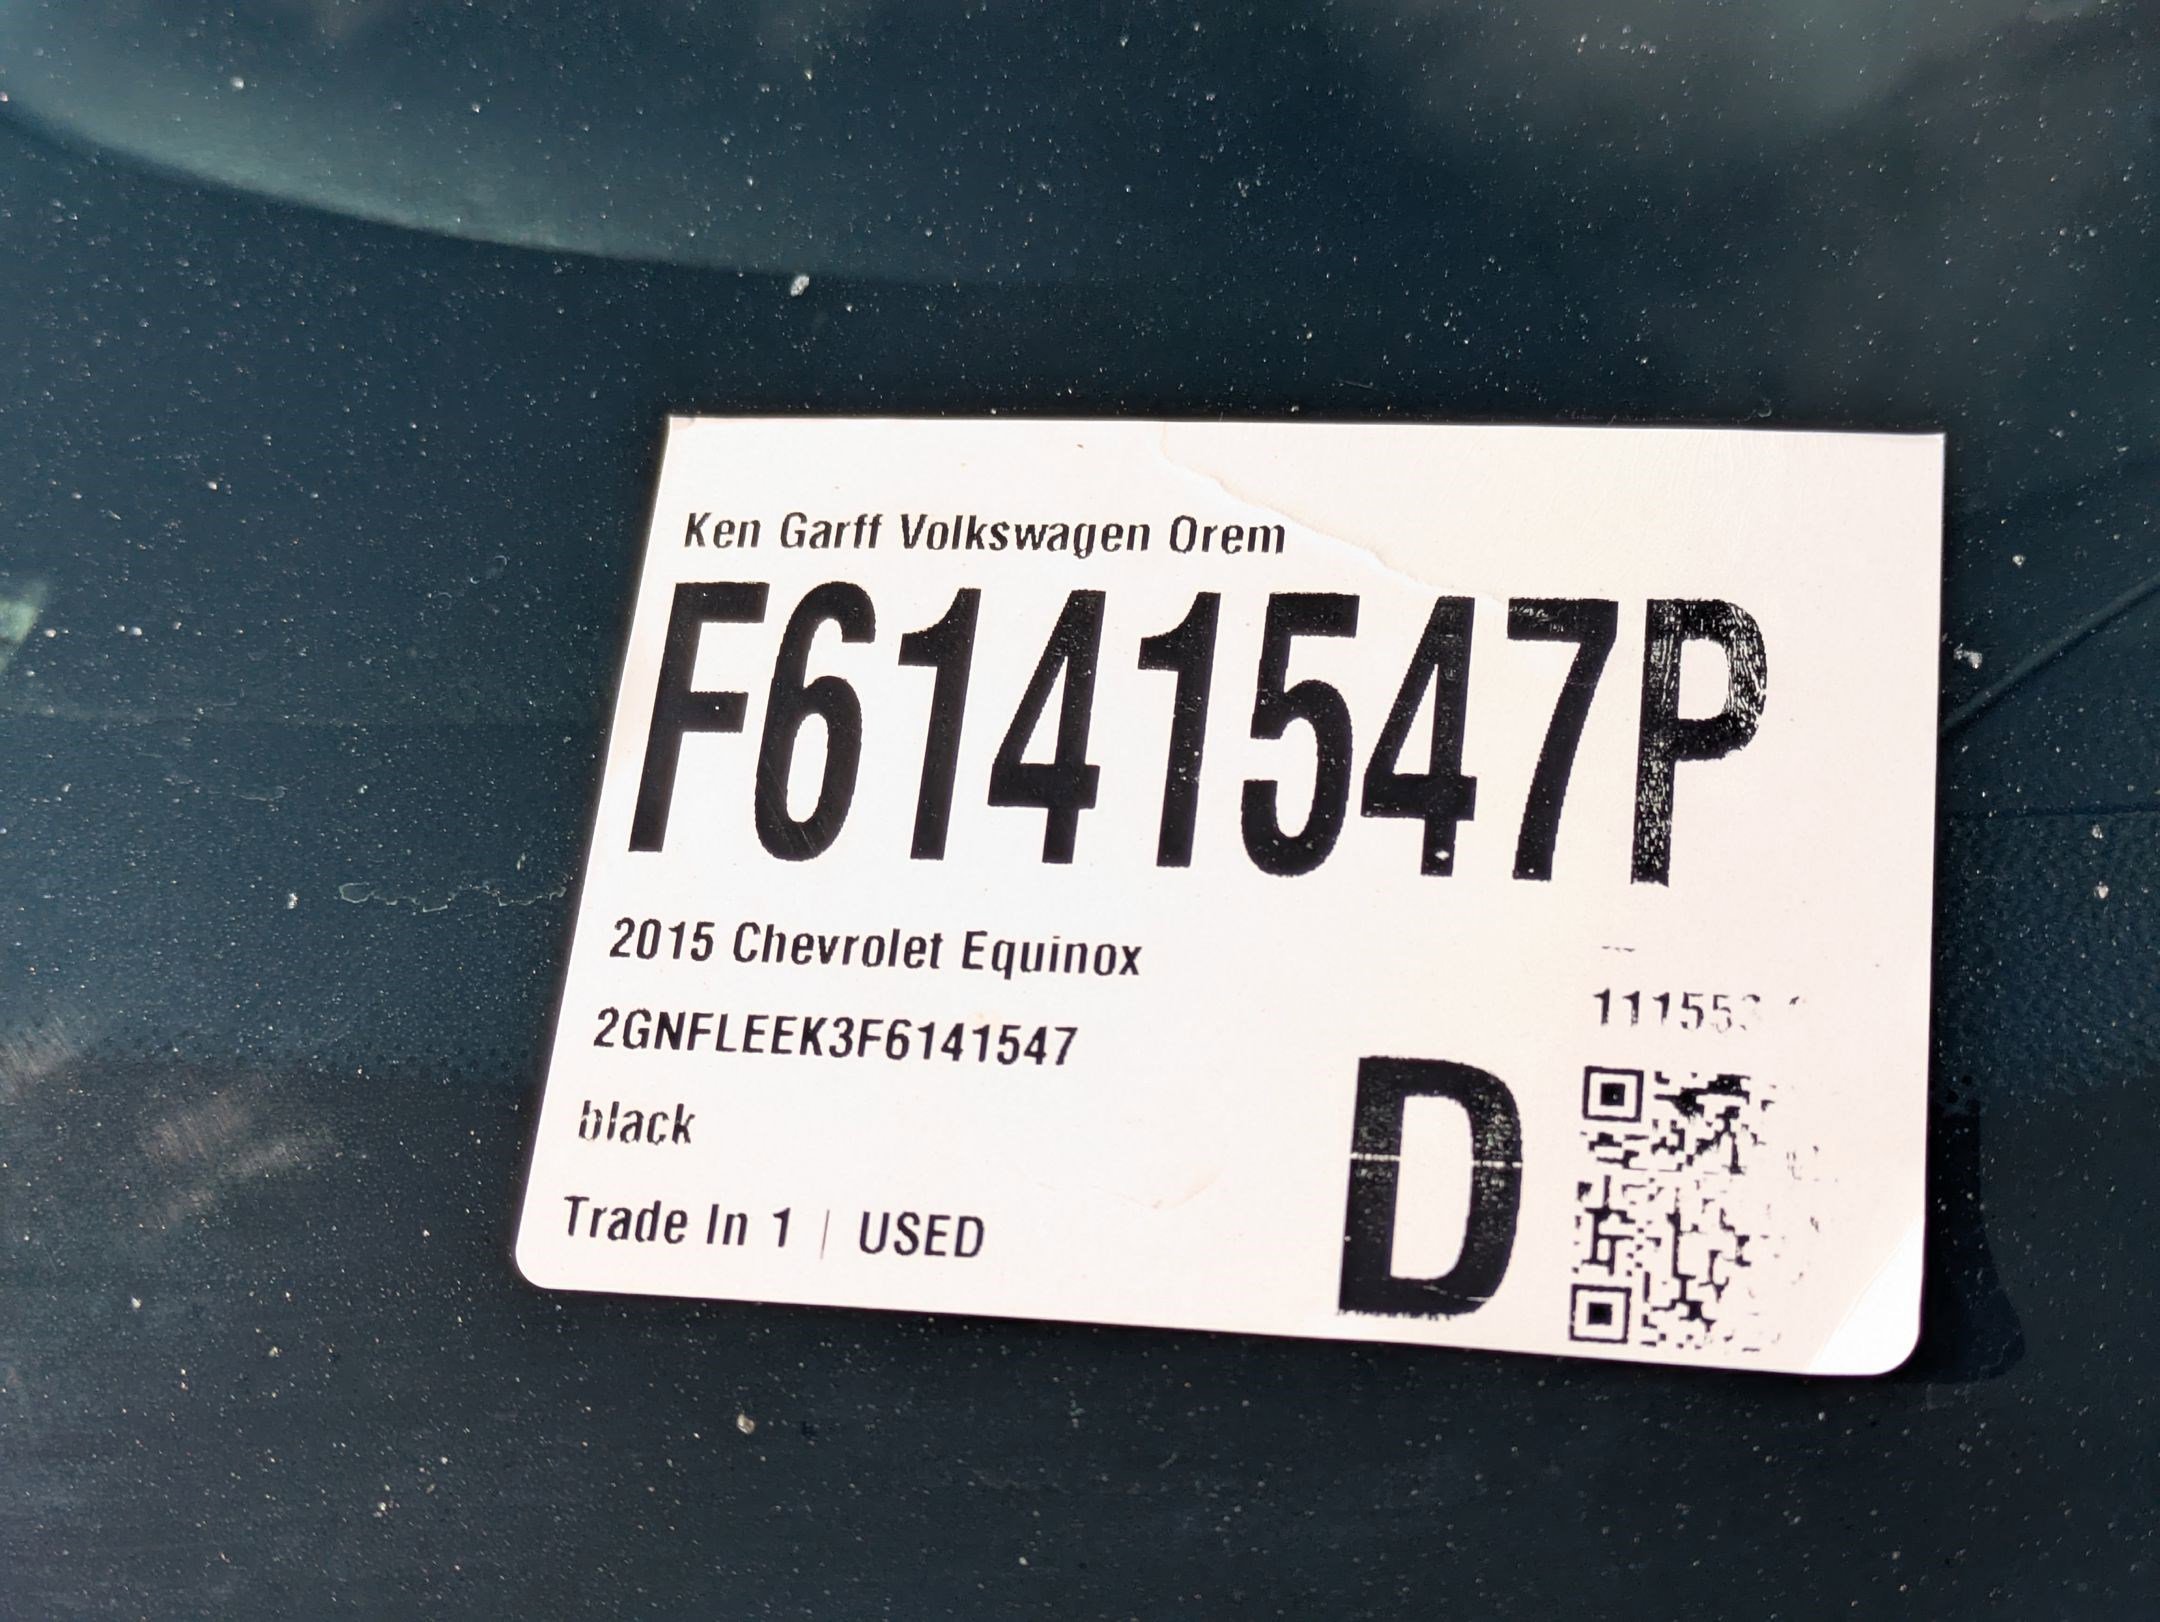 Ken Garff Volkswagen Orem
F6141547P
2015 Chevrolet Equinox
2GNFLEEK3F6141547
black
Trade In 1 | USED
D